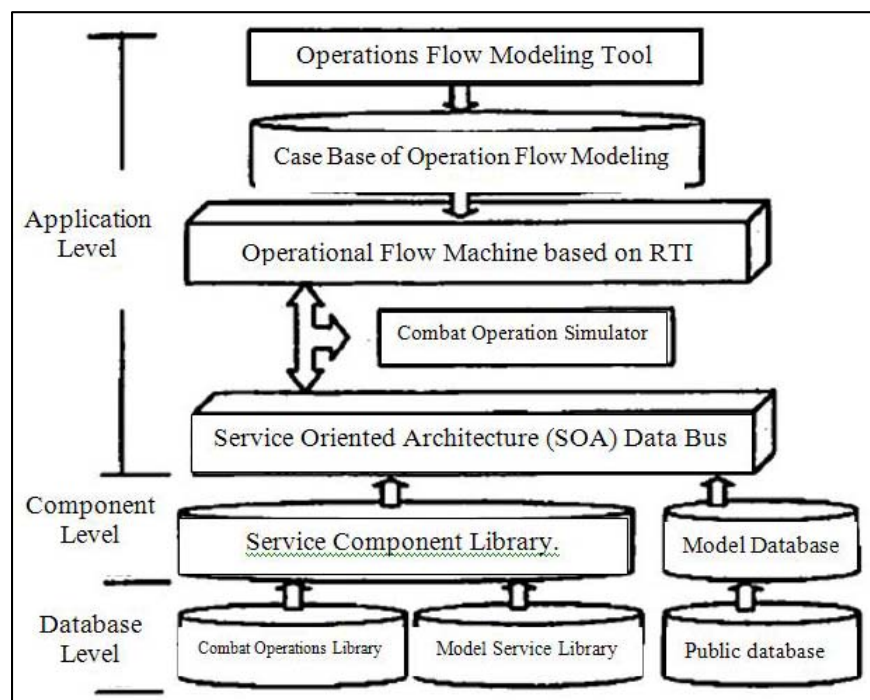 Operations Flow Modeling Tool
Case Base of Operation Flow Modeling
Application
Level
Operational Flow Machine based on RTI
Combat Operation Simulator
Service Oriented Architecture (SOA) Data Bus
Component
Level
Service Component Library.
Model Database
Database
Level
Combat Operations Library
Model Service Library
Public database